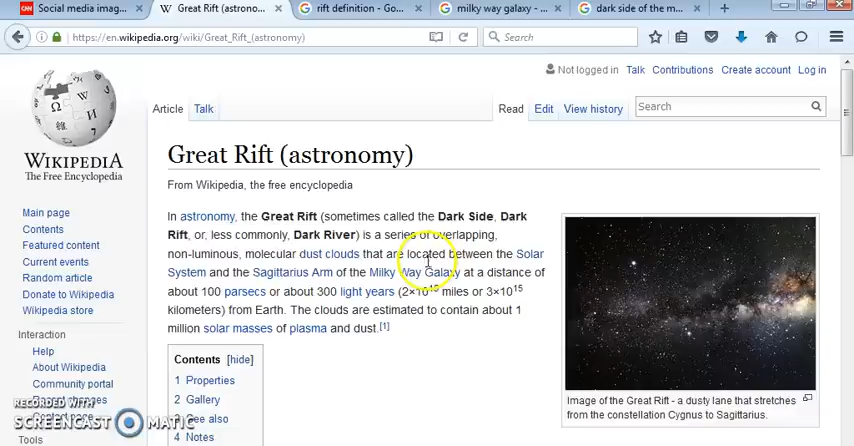 CNN Social media imag...
W Great Rift (astrono...
G rift definition - Go...
G milky way galaxy - ...
G dark side of the m...
https://en.wikipedia.org/wiki/Great_Rift_(astronomy)
Search
Not logged in Talk Contributions Create account Log in
Article Talk
Read Edit View history
Search
WIKIPEDIA
The Free Encyclopedia
Main page
Contents
Featured content
Current events
Random article
Donate to Wikipedia
Wikipedia store
Interaction
Help
About Wikipedia
Community portal
Recent changes
Contact page
Tools
Great Rift (astronomy)
From Wikipedia, the free encyclopedia
In astronomy, the Great Rift (sometimes called the Dark Side, Dark
Rift, or, less commonly, Dark River) is a series of overlapping,
non-luminous, molecular dust clouds that are located between the Solar
System and the Sagittarius Arm of the Milky Way Galaxy at a distance of
about 100 parsecs or about 300 light years (2×10 miles or 3×10¹⁵
kilometers) from Earth. The clouds are estimated to contain about 1
million solar masses of plasma and dust.[1]
Contents [hide]
1 Properties
2 Gallery
3 See also
4 Notes
Image of the Great Rift - a dusty lane that stretches
from the constellation Cygnus to Sagittarius.
RECORDED WITH
SCREENCAST MATIC